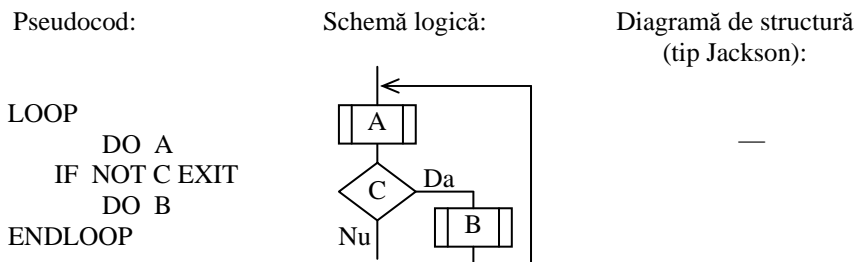 Pseudocod:
Schemă logică:
Diagramă de structură
(tip Jackson):
LOOP
DO A
IF NOT C EXIT
DO B
ENDLOOP
A
C
Da
B
Nu
—